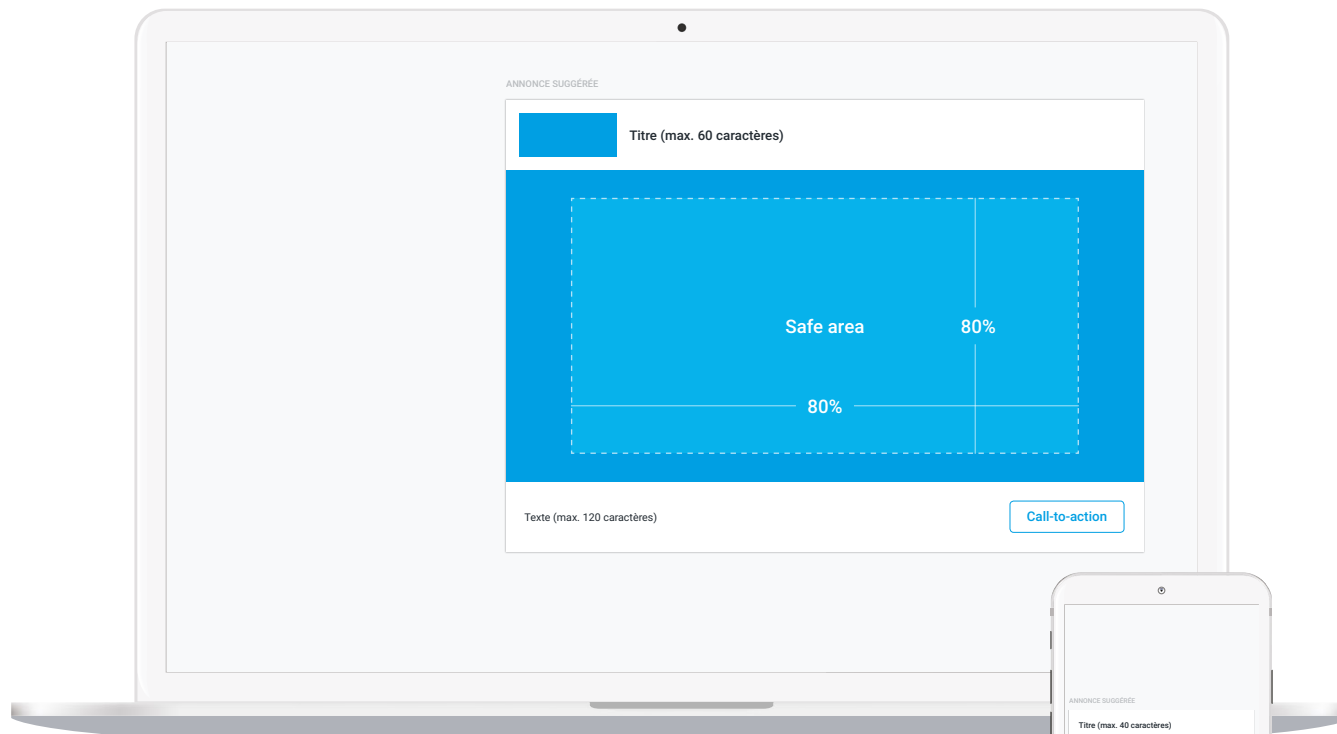 ANNONCE SUGGÉRÉE
Titre (max. 60 caractères)
Safe area
80%
80%
Texte (max. 120 caractères)
Call-to-action
ANNONCE SUGGÉRÉE
Titre (max. 40 caractères)